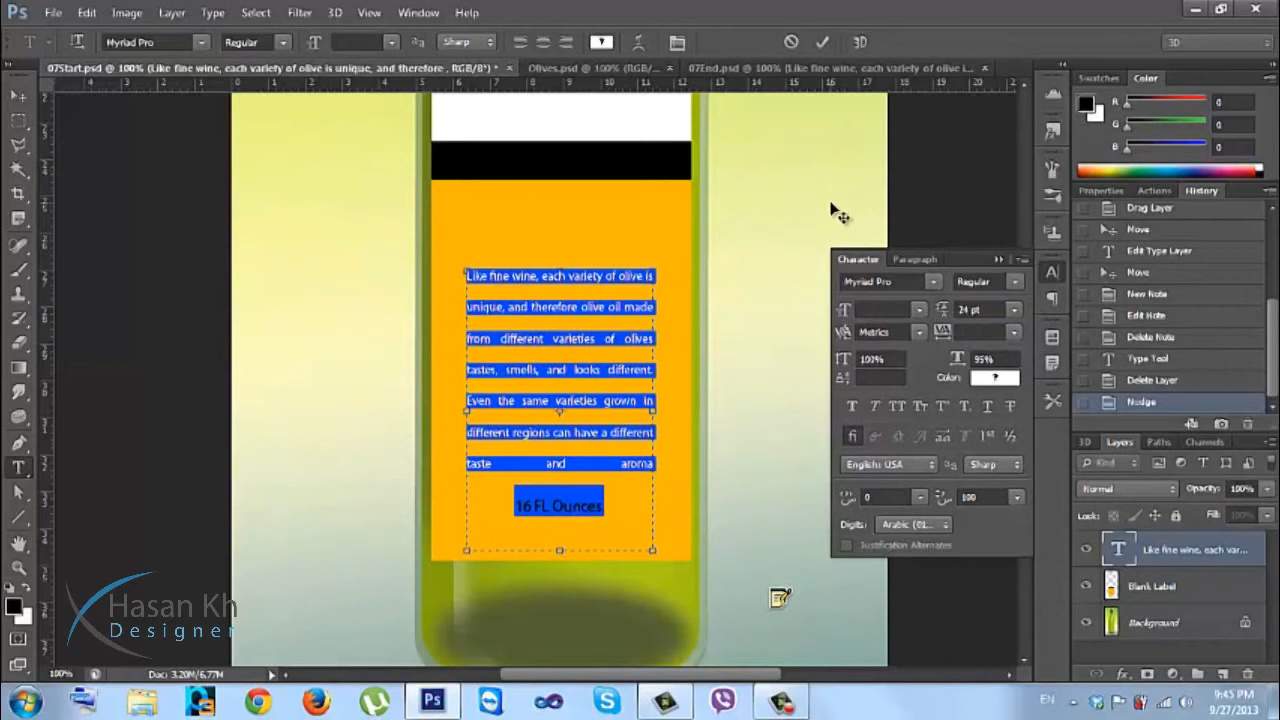 Ps File Edit Image Layer Type Select Filter 3D View Window Help
Myriad Pro Regular Sharp 3D 3D
07Start.psd @ 100% (Like fine wine, each variety of olive is unique, and therefore , RGB/8*) * × Olives.psd @ 100% (RGB/... × 07End.psd @ 100% (Like fine wine, each variety of olive i... ×
Swatches Color
R 0
G 0
B 0
Properties Actions History
Drag Layer
Move
Edit Type Layer
Move
New Note
Edit Note
Delete Note
Type Tool
Delete Layer
Nudge
Character Paragraph
Myriad Pro Regular
24 pt
Metrics
100% 95%
Color: ?
English: USA Sharp
0 100
Digits: Arabic (01...
Justification Alternates
Like fine wine, each variety of olive is
unique, and therefore olive oil made
from different varieties of olives
tastes, smells, and looks different.
Even the same varieties grown in
different regions can have a different
taste and aroma
16 FL Ounces
3D Layers Paths Channels
Kind
Normal Opacity: 100%
Lock: Fill: 100%
Like fine wine, each var...
Blank Label
Background
Hasan Kh
Designer
100% Doc: 3.20M/6.77M
EN 9:45 PM
9/27/2013